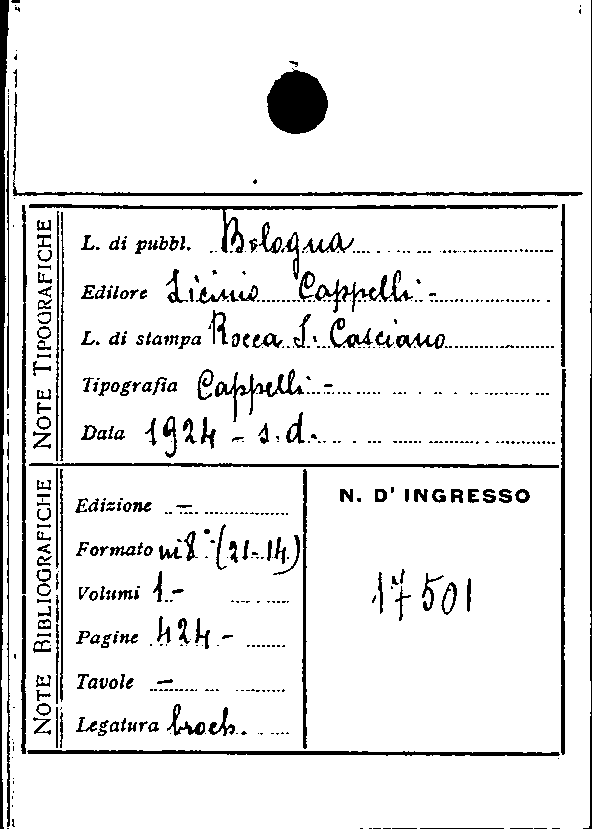 NOTE TIPOGRAFICHE
L. di pubbl. Bologna
Editore Licinio Cappelli -
L. di stampa Rocca S. Casciano
Tipografia Cappelli -
Data 1924 - s.d.
NOTE BIBLIOGRAFICHE
Edizione -
Formato in 8° (21-14)
Volumi 1 -
Pagine 424 -
Tavole -
Legatura broch.
N. D' INGRESSO
17501